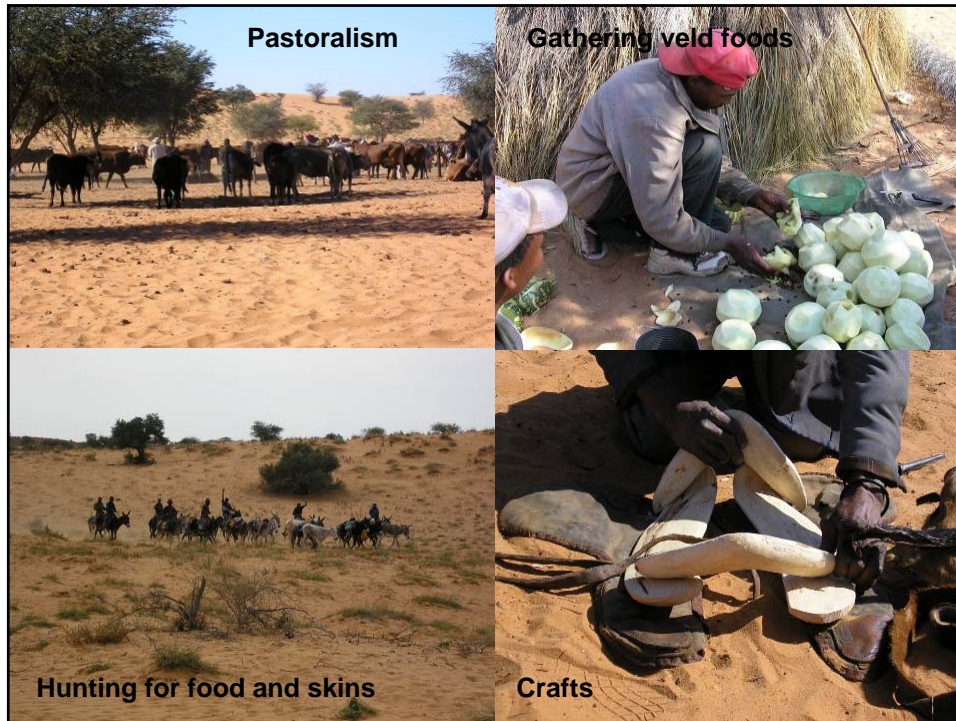 Pastoralism
Gathering veld foods
Hunting for food and skins
Crafts